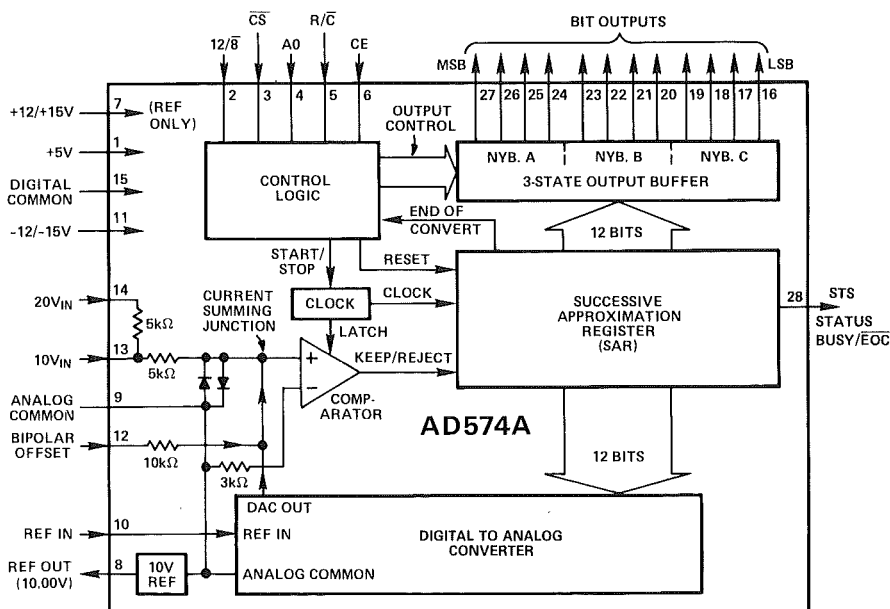 12/8̅
C̅S̅
A0
R/C̅
CE
BIT OUTPUTS
MSB
LSB
2
3
4
5
6
27
26
25
24
23
22
21
20
19
18
17
16
+12/+15V
7
(REF ONLY)
+5V
1
DIGITAL
COMMON
15
-12/-15V
11
CONTROL
LOGIC
OUTPUT
CONTROL
NYB. A
NYB. B
NYB. C
3-STATE OUTPUT BUFFER
END OF
CONVERT
12 BITS
START/
STOP
RESET
CLOCK
CLOCK
LATCH
SUCCESSIVE
APPROXIMATION
REGISTER
(SAR)
28
STS
STATUS
BUSY/E̅O̅C̅
20VIN
14
5kΩ
CURRENT
SUMMING
JUNCTION
10VIN
13
5kΩ
+
−
KEEP/REJECT
COMP-
ARATOR
ANALOG
COMMON
9
BIPOLAR
OFFSET
12
10kΩ
3kΩ
AD574A
12 BITS
DAC OUT
REF IN
10
REF IN
DIGITAL TO ANALOG
CONVERTER
REF OUT
(10.00V)
8
10V
REF
ANALOG COMMON